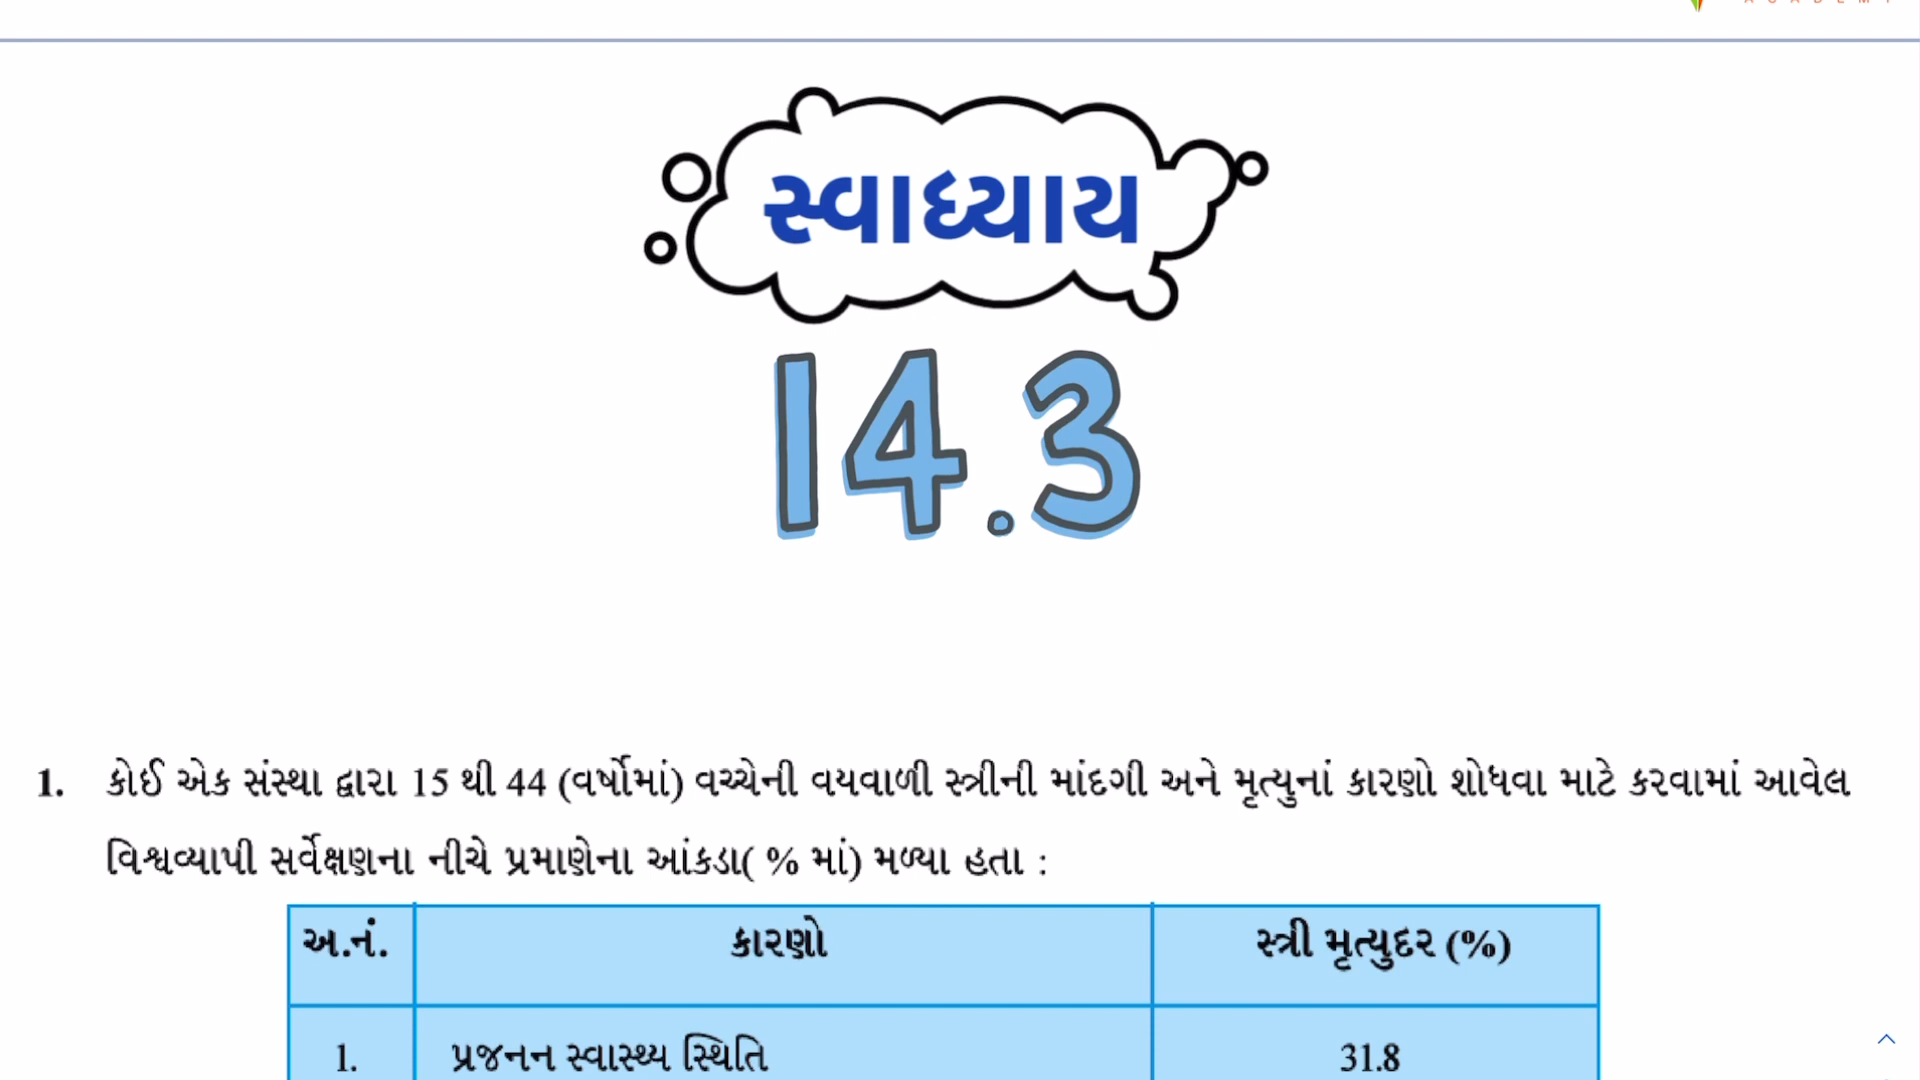 સ્વાધ્યાય
14.3
1. કોઈ એક સંસ્થા દ્વારા 15 થી 44 (વર્ષોમાં) વચ્ચેની વયવાળી સ્ત્રીની માંદગી અને મૃત્યુનાં કારણો શોધવા માટે કરવામાં આવેલ
વિશ્વવ્યાપી સર્વેક્ષણના નીચે પ્રમાણેના આંકડા( % માં) મળ્યા હતા :
અ.નં. કારણો સ્ત્રી મૃત્યુદર (%)
1. પ્રજનન સ્વાસ્થ્ય સ્થિતિ 31.8